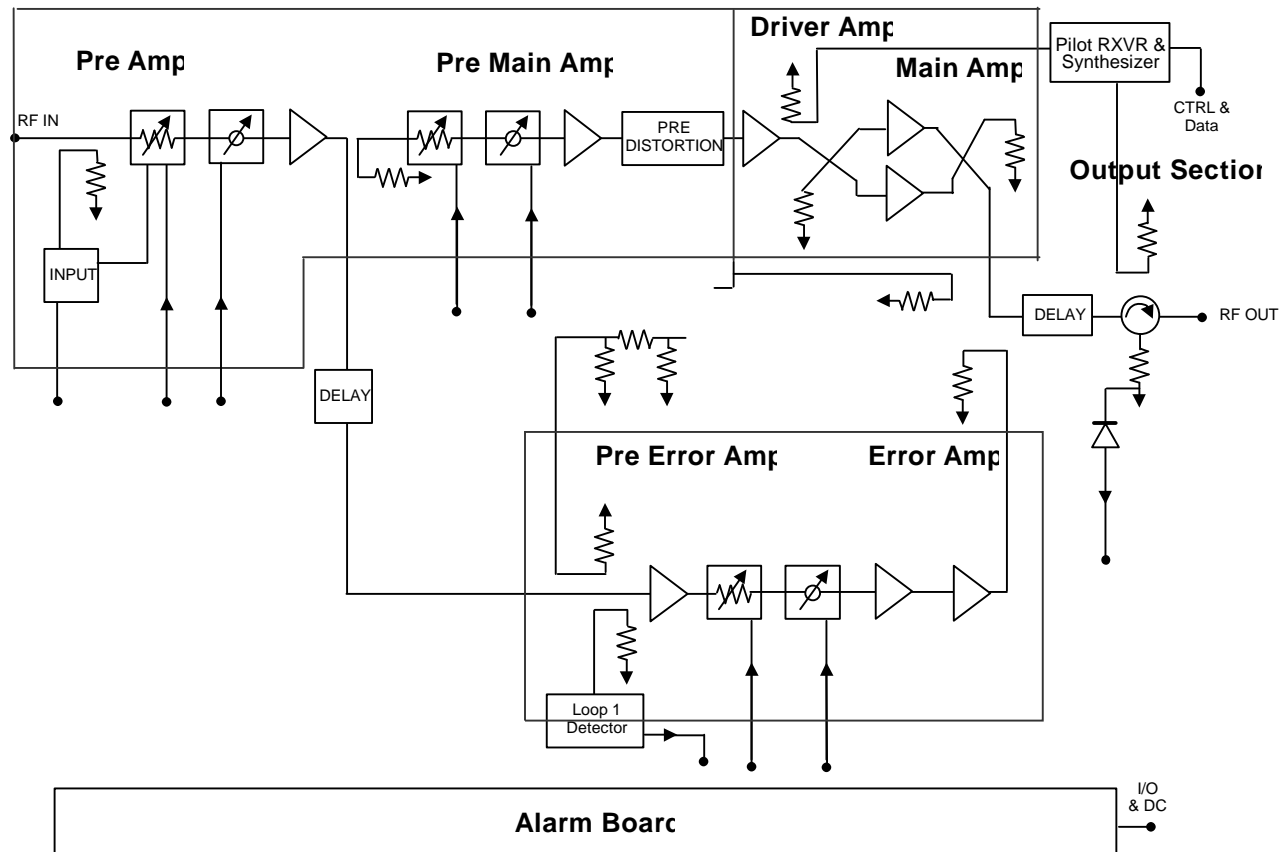 Driver Amp
Pilot RXVR &
Synthesizer
Pre Amp
Pre Main Amp
Main Amp
CTRL &
Data
RF IN
PRE
DISTORTION
Output Section
INPUT
DELAY
RF OUT
DELAY
Pre Error Amp
Error Amp
Loop 1
Detector
I/O
& DC
Alarm Board